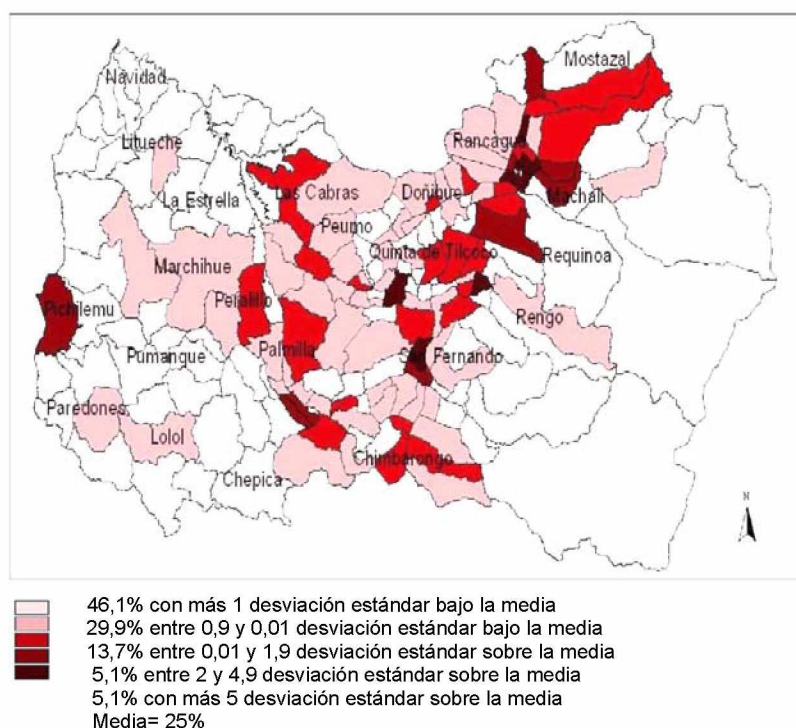 Mostazal
Navidad
Litueche
Rancagua
La Estrella
Las Cabras
Doñihue
Machalí
Peumo
Marchihue
Quinta de Tilcoco
Requinoa
Pichilemu
Peralillo
Rengo
Pumanque
Palmilla
San Fernando
Paredones
Lolol
Chepica
Chimbarongo
N
46,1% con más 1 desviación estándar bajo la media
29,9% entre 0,9 y 0,01 desviación estándar bajo la media
13,7% entre 0,01 y 1,9 desviación estándar sobre la media
5,1% entre 2 y 4,9 desviación estándar sobre la media
5,1% con más 5 desviación estándar sobre la media
Media= 25%